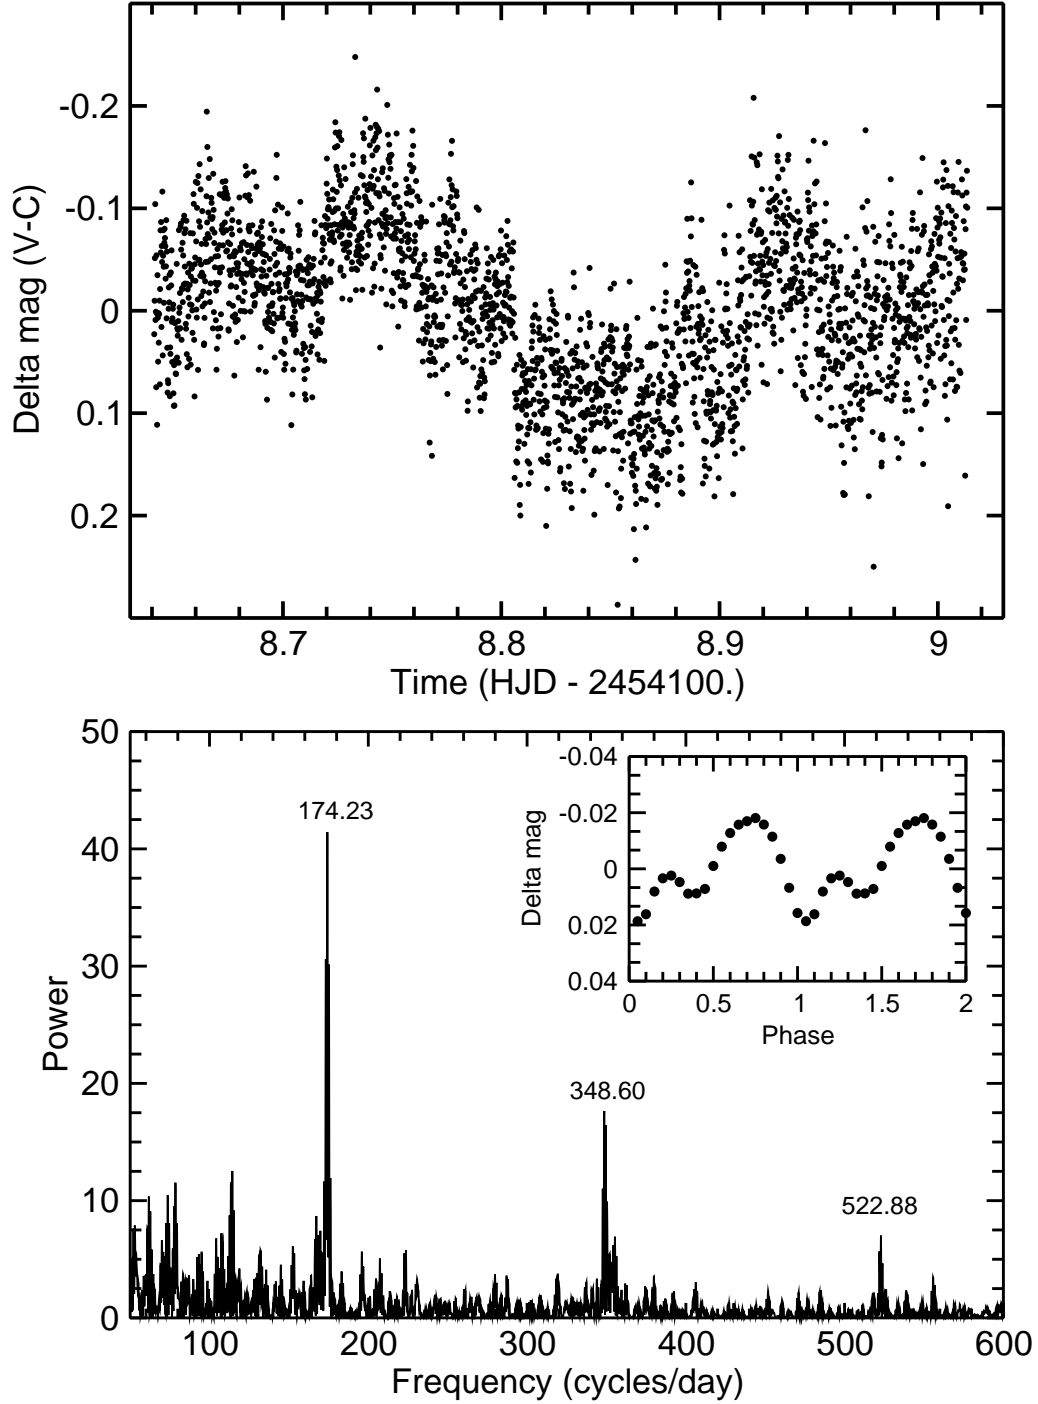 -0.2
-0.1
0
0.1
0.2
Delta mag (V-C)
8.7 8.8 8.9 9
Time (HJD - 2454100.)
50
40
30
20
10
0
Power
174.23
348.60
522.88
-0.04
-0.02
0
0.02
0.04
Delta mag
0 0.5 1 1.5 2
Phase
100 200 300 400 500 600
Frequency (cycles/day)